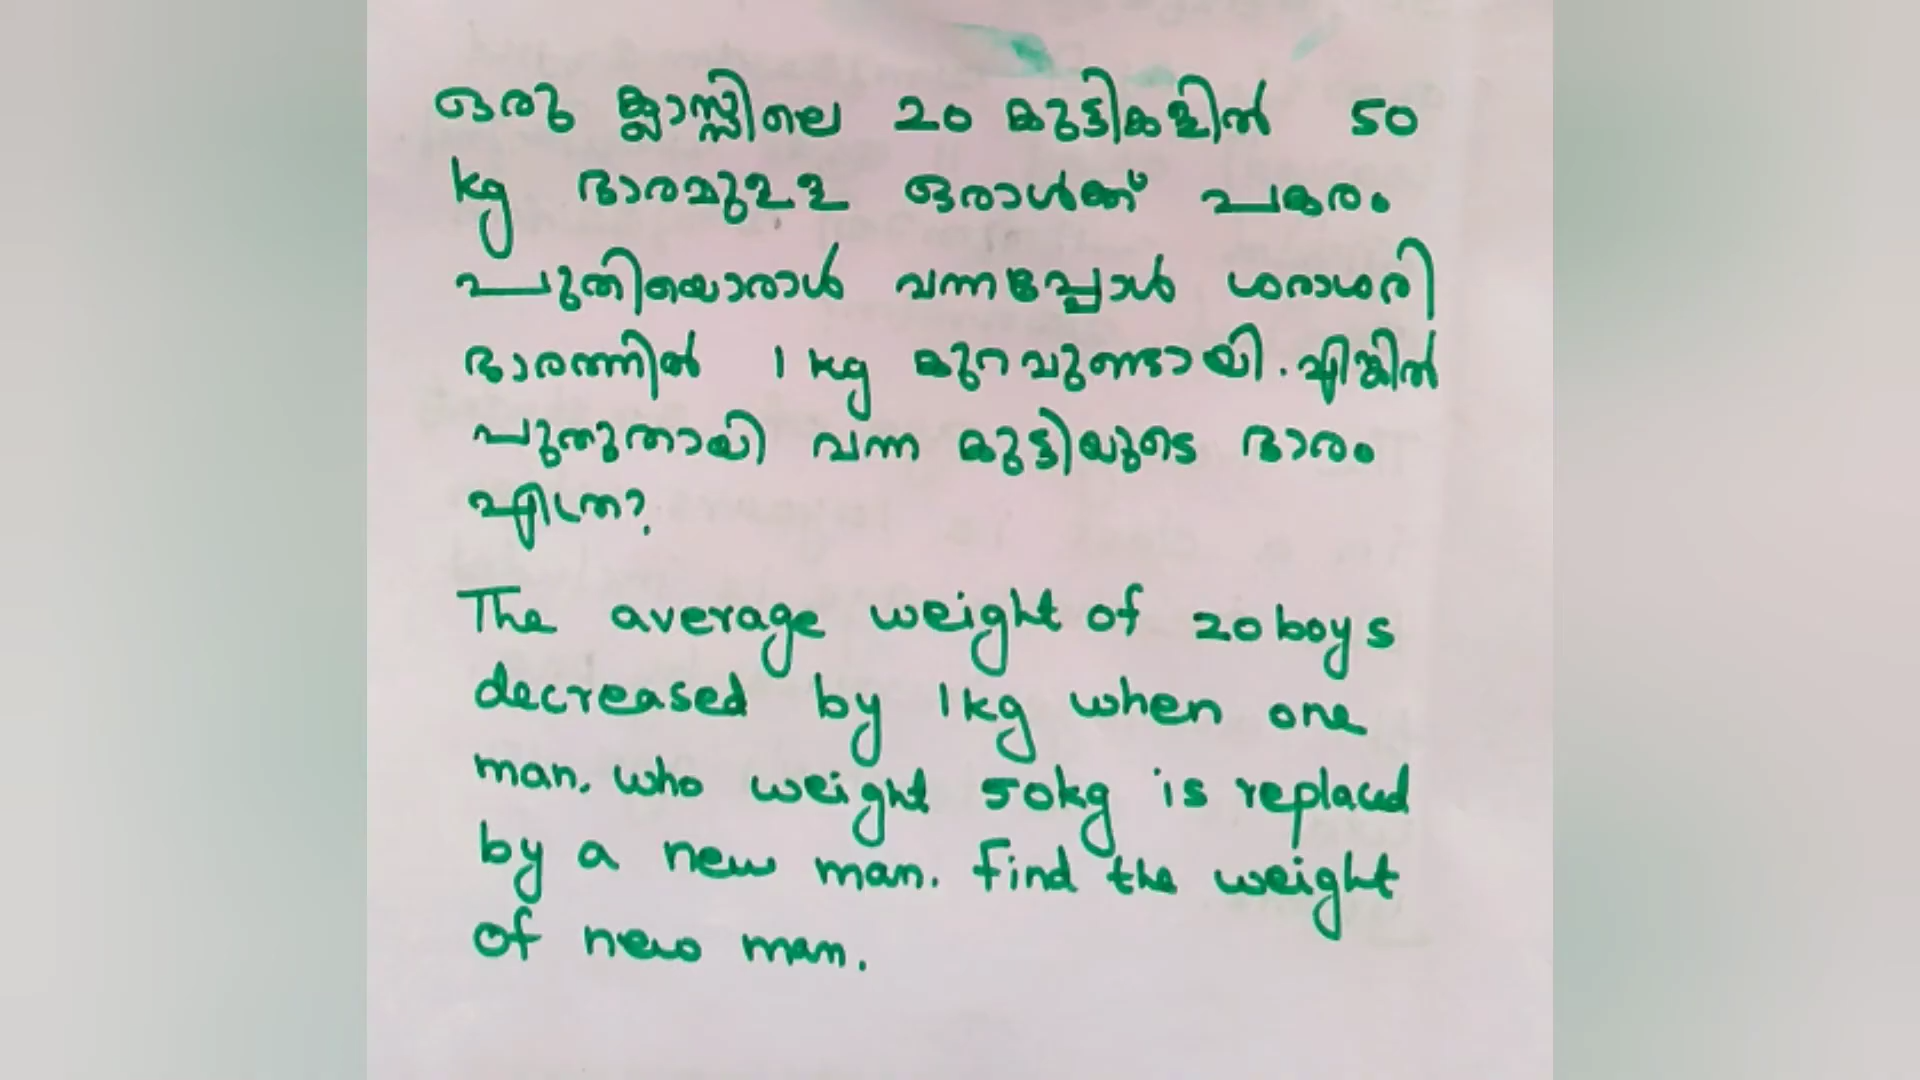 ഒരു ക്ലാസ്സിലെ 20 കുട്ടികളിൽ 50
kg ഭാരമുള്ള ഒരാൾക്ക് പകരം
പുതിയൊരാൾ വന്നപ്പോൾ ശരാശരി
ഭാരത്തിൽ 1 kg കുറവുണ്ടായി. എങ്കിൽ
പുതുതായി വന്ന കുട്ടിയുടെ ഭാരം
എത്ര?
The average weight of 20 boys
decreased by 1kg when one
man. who weight 50kg is replaced
by a new man. Find the weight
of new man.